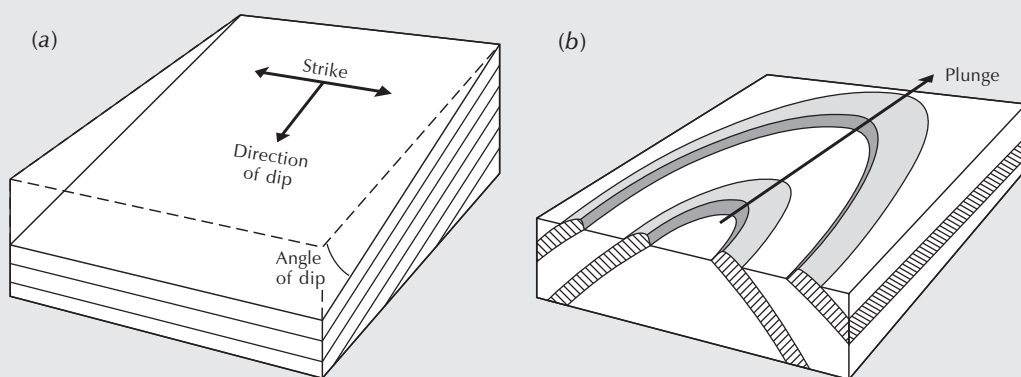 (a)
Strike
Direction
of dip
Angle
of dip
(b)
Plunge